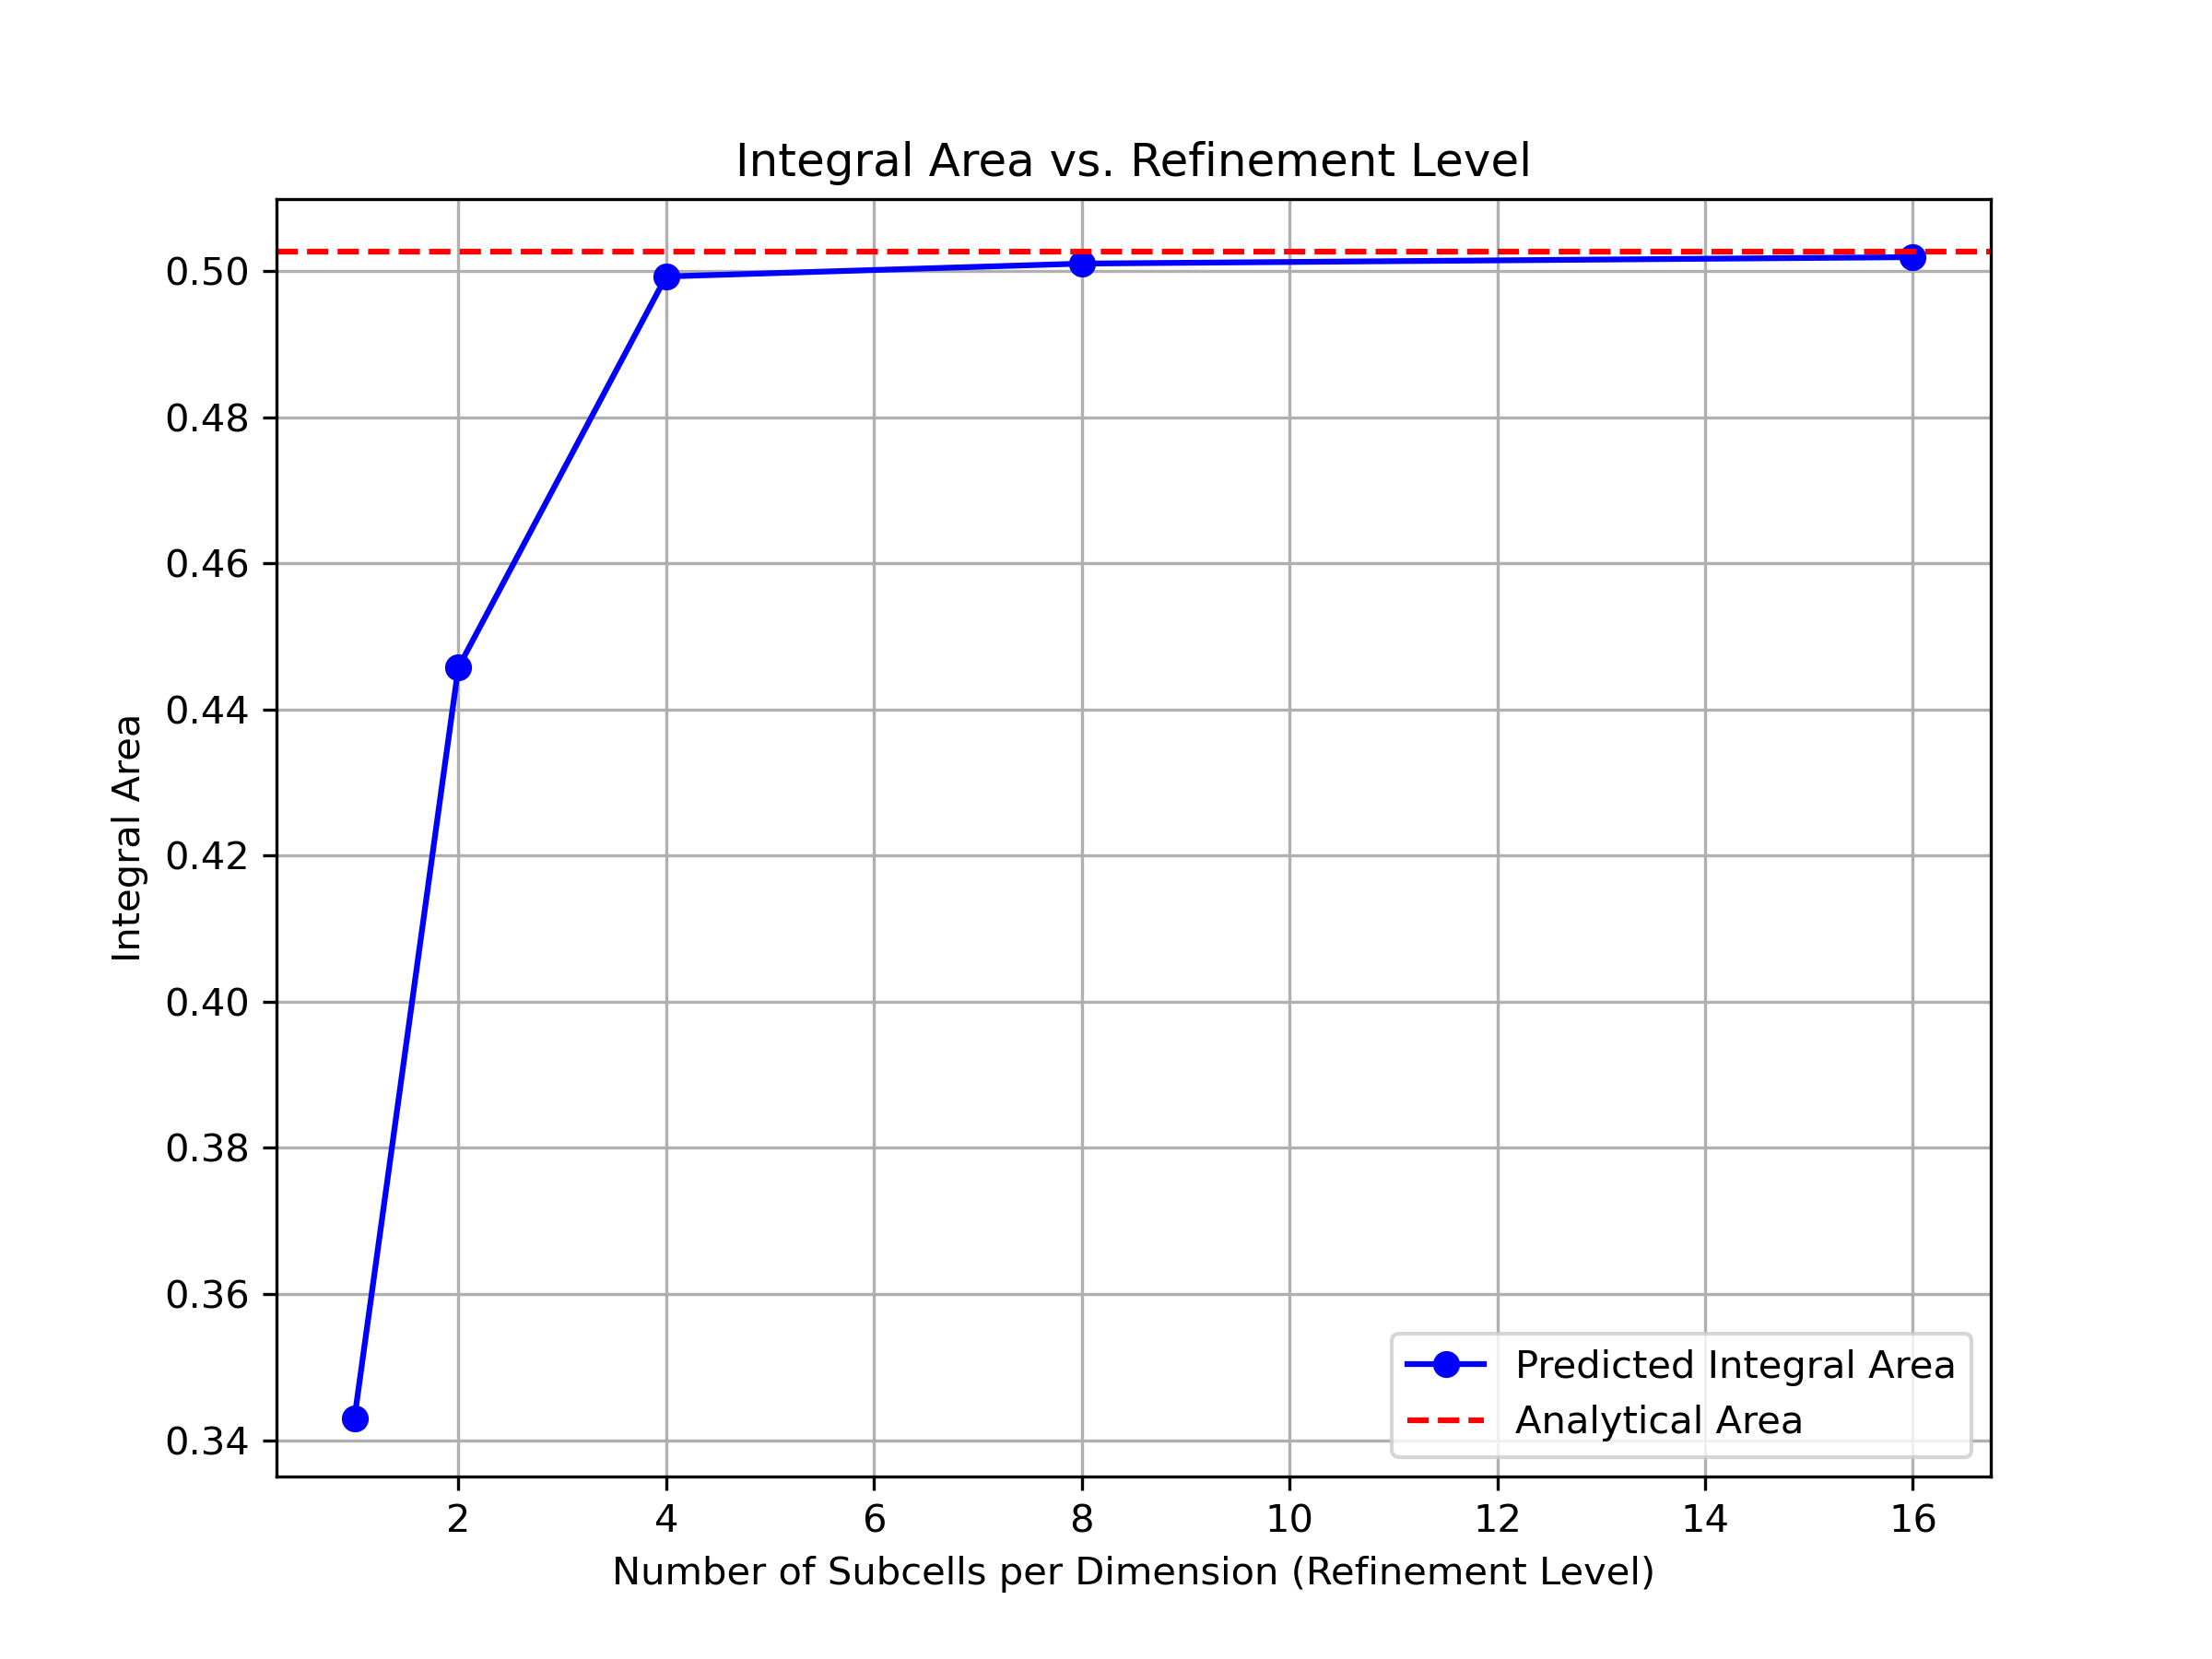 Integral Area vs. Refinement Level
Integral Area
0.50
0.48
0.46
0.44
0.42
0.40
0.38
0.36
0.34
2 4 6 8 10 12 14 16
Number of Subcells per Dimension (Refinement Level)
Predicted Integral Area
Analytical Area